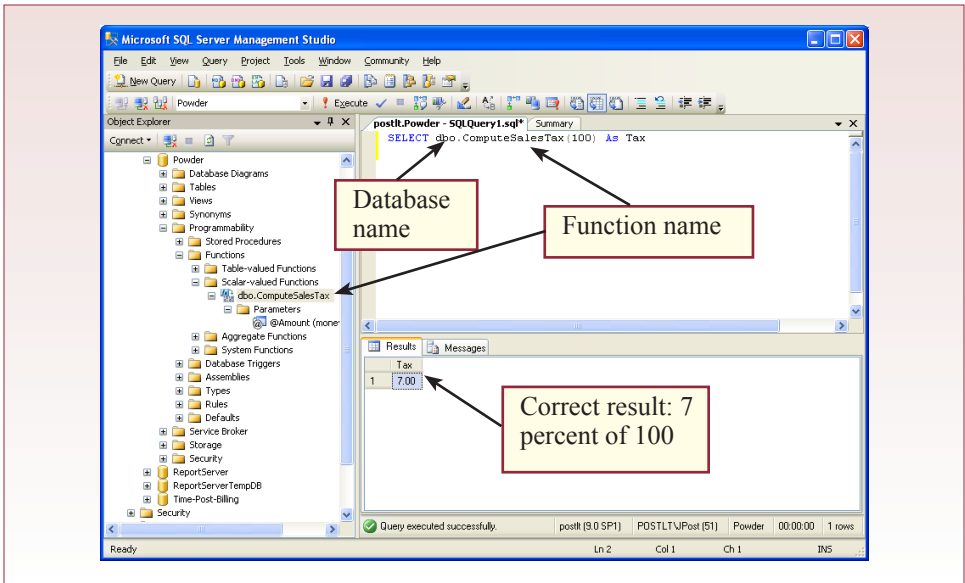 Microsoft SQL Server Management Studio
File Edit View Query Project Tools Window Community Help
New Query
Powder Execute
Object Explorer
Connect
Powder
Database Diagrams
Tables
Views
Synonyms
Programmability
Stored Procedures
Functions
Table-valued Functions
Scalar-valued Functions
dbo.ComputeSalesTax
Parameters
@Amount (mone
Aggregate Functions
System Functions
Database Triggers
Assemblies
Types
Rules
Defaults
Service Broker
Storage
Security
ReportServer
ReportServerTempDB
Time-Post-Billing
Security
postlt.Powder - SQLQuery1.sql* Summary
SELECT dbo.ComputeSalesTax(100) As Tax
Database
name
Function name
Results Messages
Tax
1 7.00
Correct result: 7
percent of 100
Query executed successfully. postlt (9.0 SP1) POSTLT\JPost (51) Powder 00:00:00 1 rows
Ready Ln 2 Col 1 Ch 1 INS